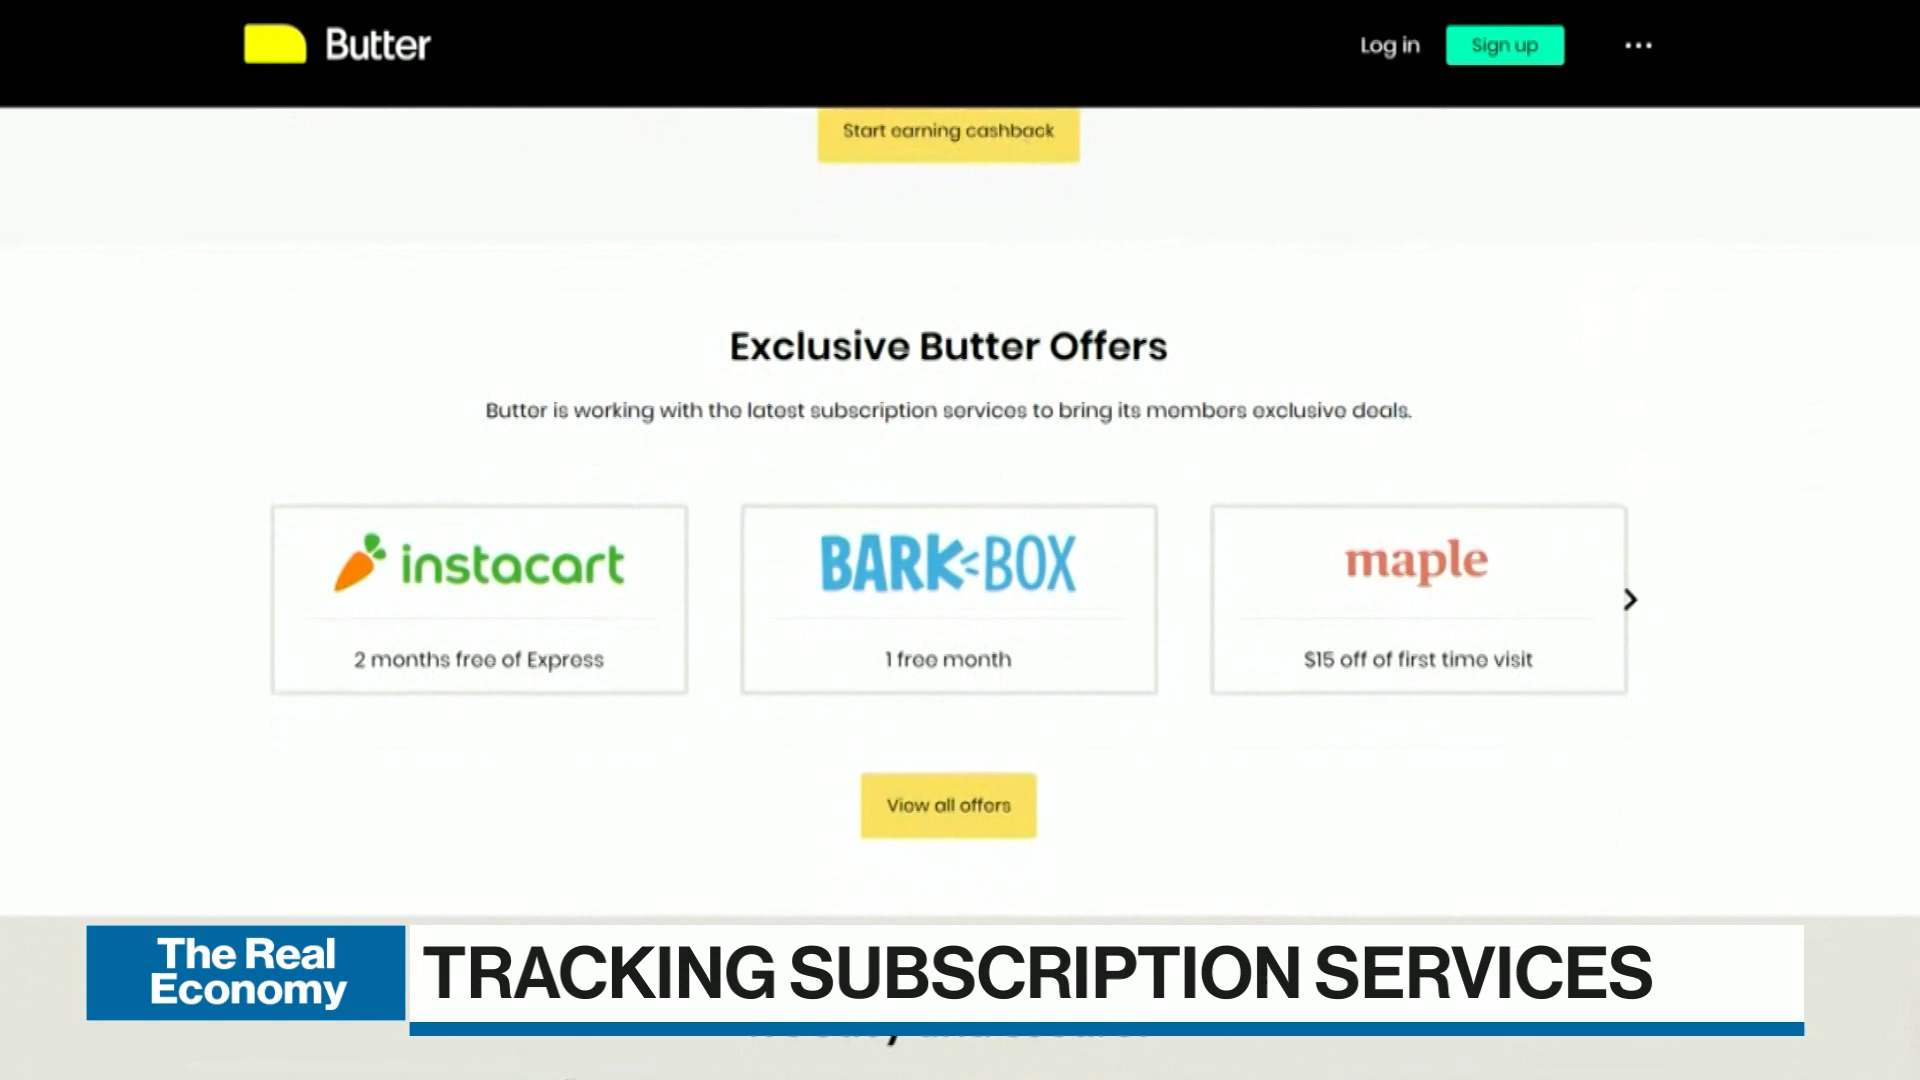 Butter
Log in
Sign up
Start earning cashback
Exclusive Butter Offers
Butter is working with the latest subscription services to bring its members exclusive deals.
instacart
BARK BOX
maple
2 months free of Express
1 free month
$15 off of first time visit
View all offers
The Real
Economy
TRACKING SUBSCRIPTION SERVICES